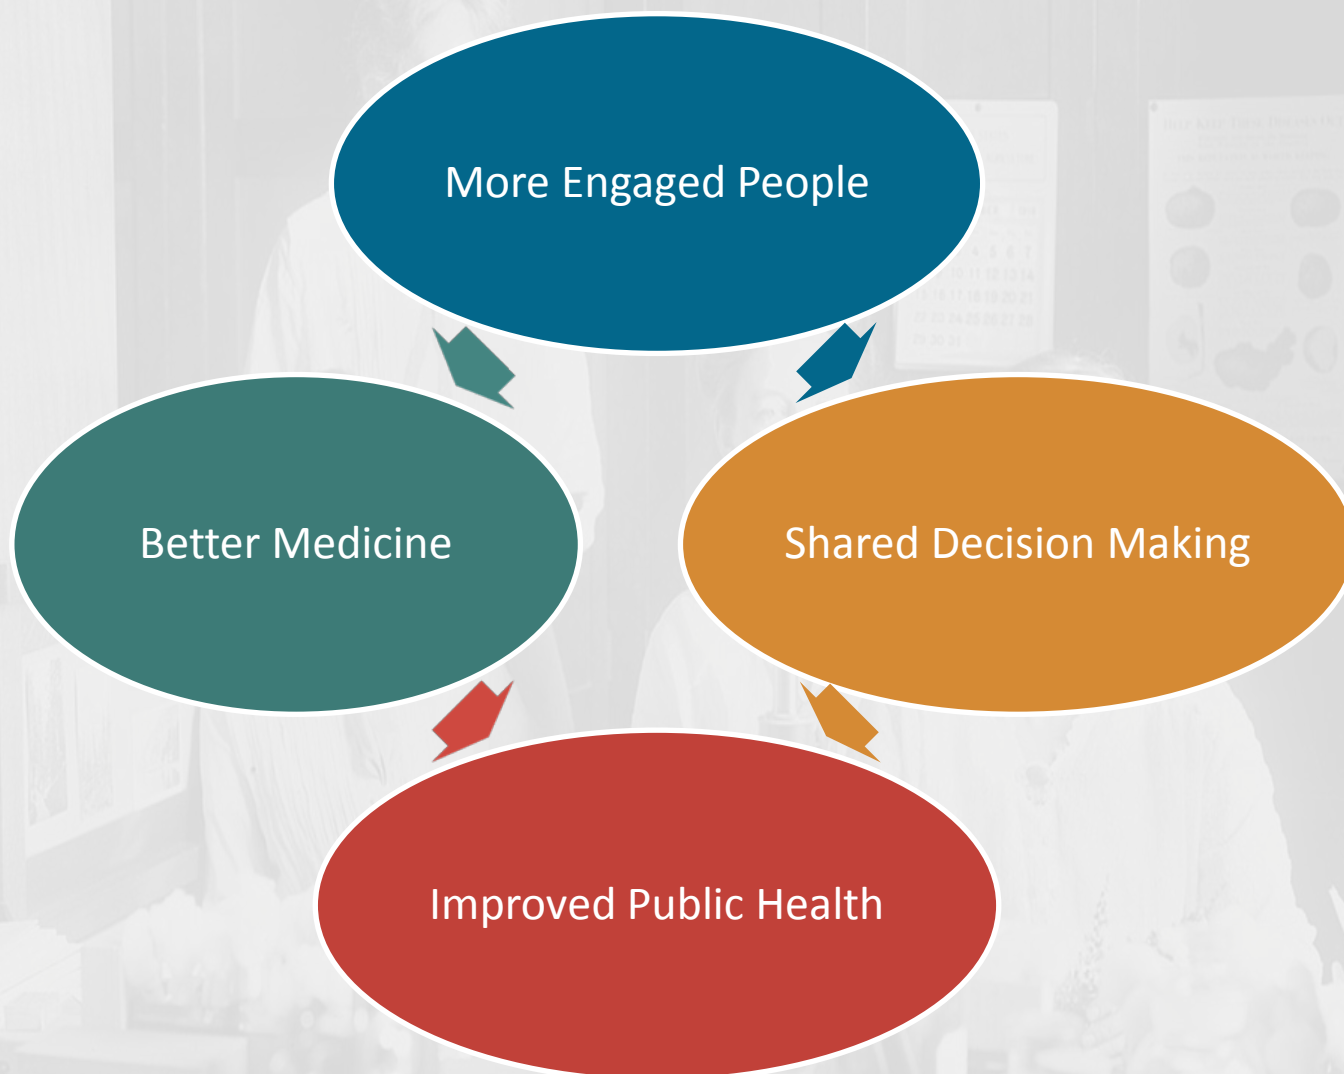 More Engaged People
Better Medicine
Shared Decision Making
Improved Public Health